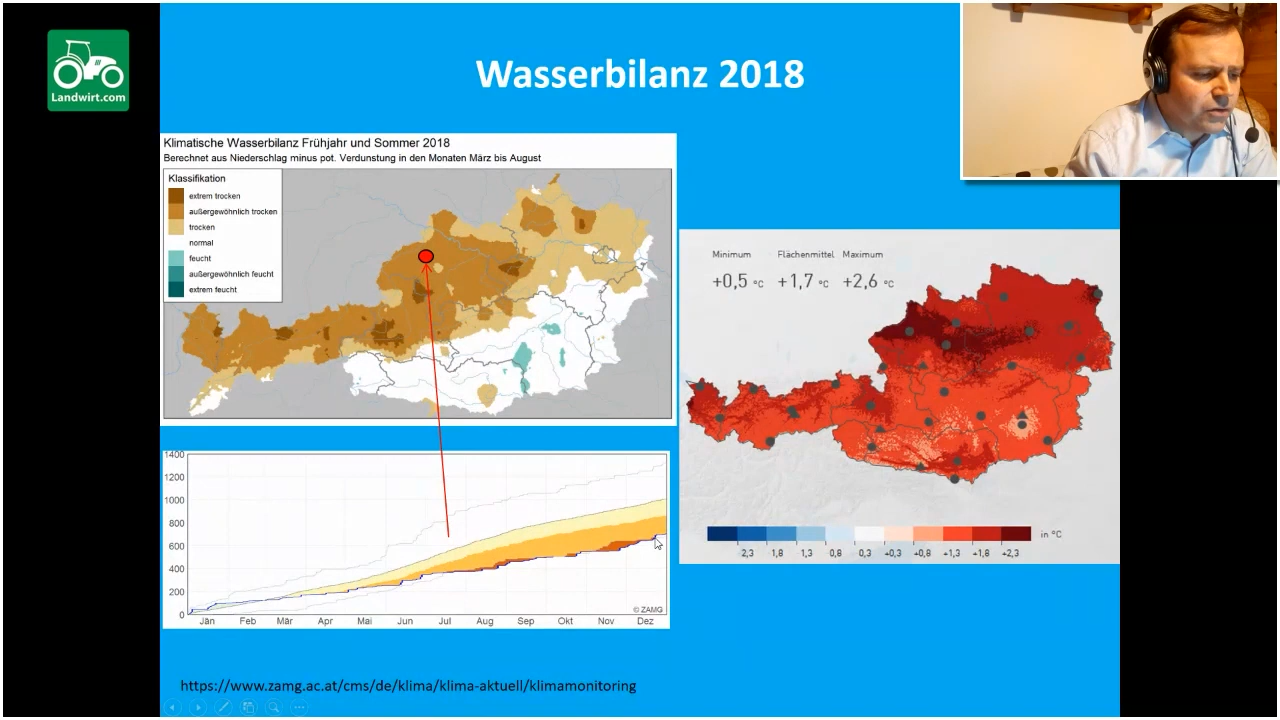 Landwirt.com
Wasserbilanz 2018
Klimatische Wasserbilanz Frühjahr und Sommer 2018
Berechnet aus Niederschlag minus pot. Verdunstung in den Monaten März bis August
Klassifikation
extrem trocken
außergewöhnlich trocken
trocken
normal
feucht
außergewöhnlich feucht
extrem feucht
Minimum Flächenmittel Maximum
+0,5 °C +1,7 °C +2,6 °C
in °C
2,3 1,8 1,3 0,8 0,3 +0,3 +0,8 +1,3 +1,8 +2,3
1400
1200
1000
800
600
400
200
0
© ZAMG
Jän Feb Mär Apr Mai Jun Jul Aug Sep Okt Nov Dez
https://www.zamg.ac.at/cms/de/klima/klima-aktuell/klimamonitoring